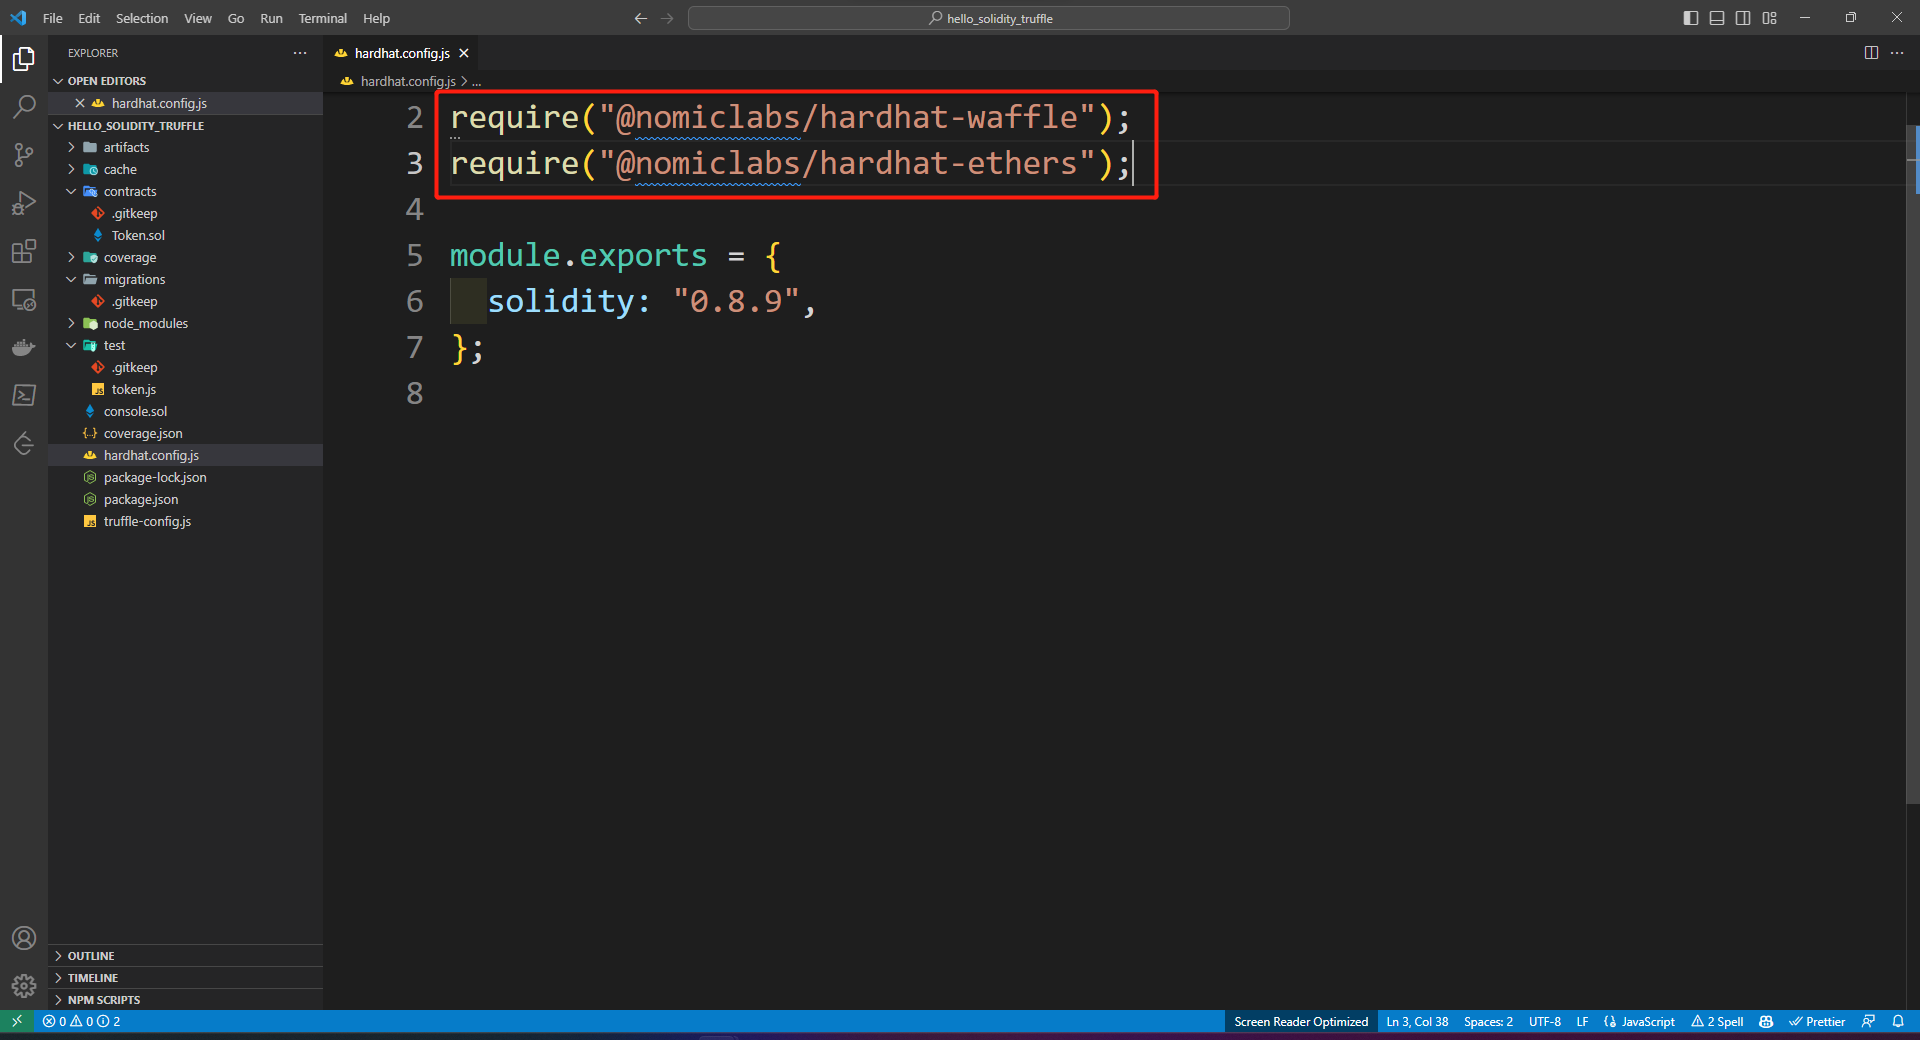 File Edit Selection View Go Run Terminal Help
hello_solidity_truffle
EXPLORER
OPEN EDITORS
hardhat.config.js
HELLO_SOLIDITY_TRUFFLE
artifacts
cache
contracts
.gitkeep
Token.sol
coverage
migrations
.gitkeep
node_modules
test
.gitkeep
token.js
console.sol
coverage.json
hardhat.config.js
package-lock.json
package.json
truffle-config.js
OUTLINE
TIMELINE
NPM SCRIPTS
hardhat.config.js
hardhat.config.js > ...
2 require("@nomiclabs/hardhat-waffle");
3 require("@nomiclabs/hardhat-ethers");
4
5 module.exports = {
6 solidity: "0.8.9",
7 };
8
0 0 2 Screen Reader Optimized Ln 3, Col 38 Spaces: 2 UTF-8 LF JavaScript 2 Spell Prettier